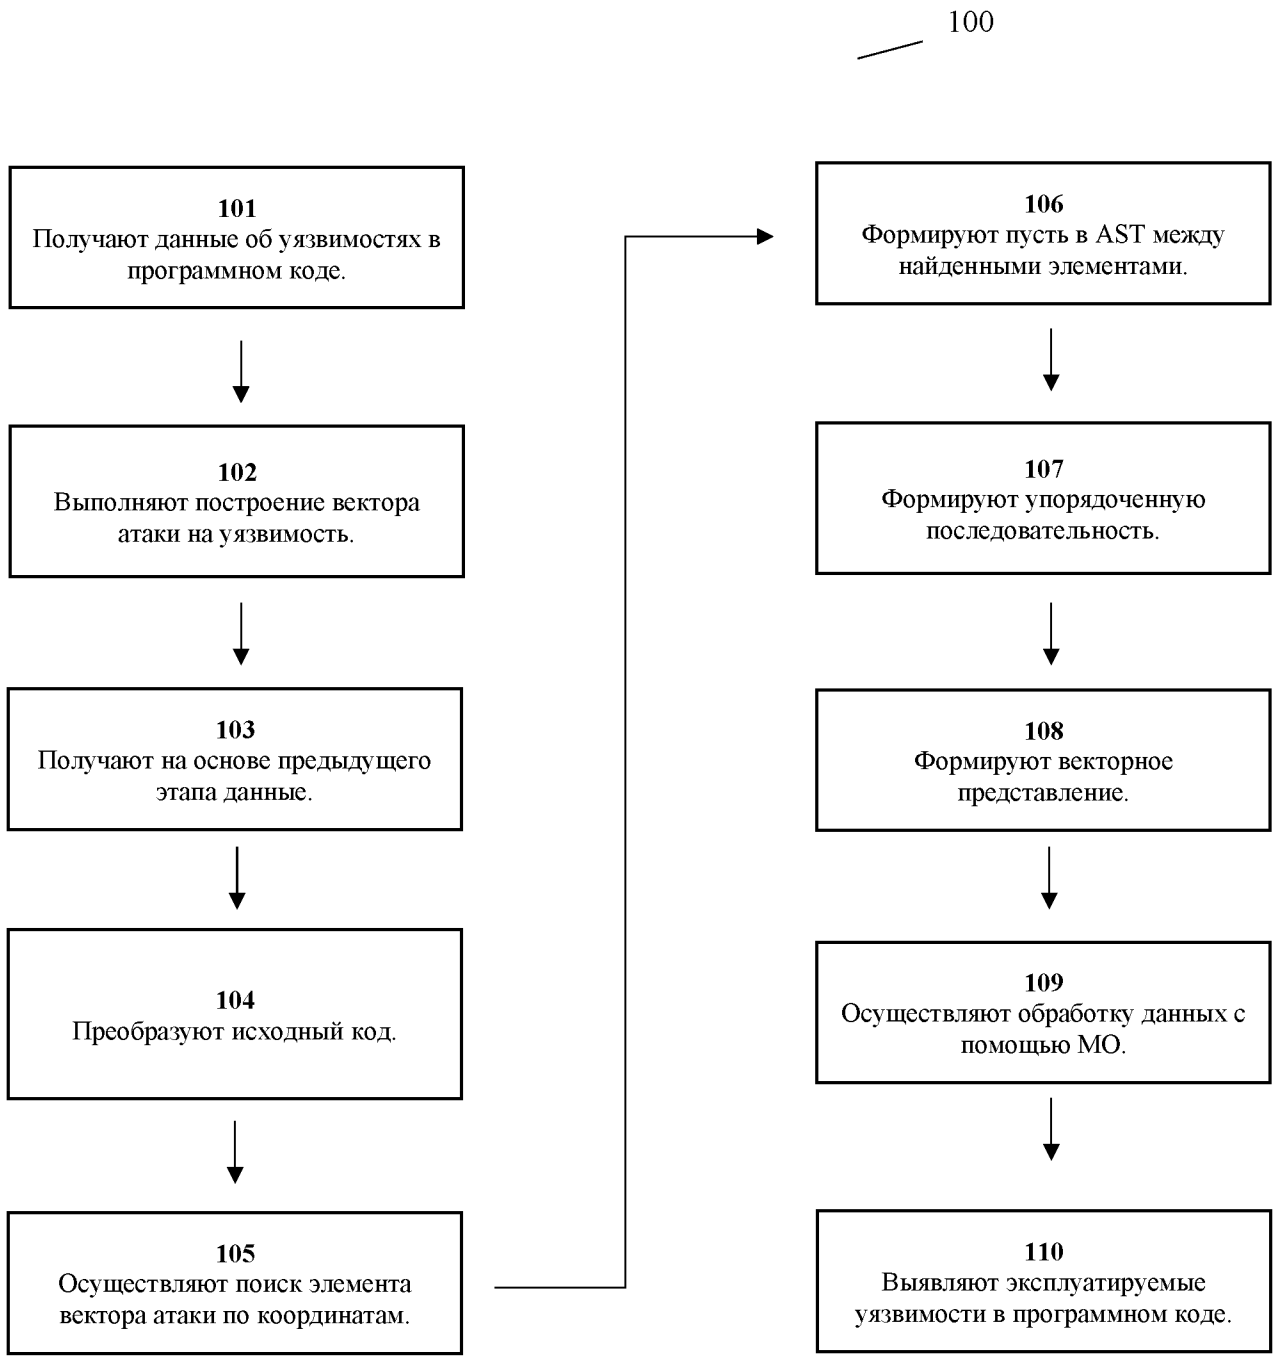 100
101
Получают данные об уязвимостях в
программном коде.
102
Выполняют построение вектора
атаки на уязвимость.
103
Получают на основе предыдущего
этапа данные.
104
Преобразуют исходный код.
105
Осуществляют поиск элемента
вектора атаки по координатам.
106
Формируют пусть в AST между
найденными элементами.
107
Формируют упорядоченную
последовательность.
108
Формируют векторное
представление.
109
Осуществляют обработку данных с
помощью МО.
110
Выявляют эксплуатируемые
уязвимости в программном коде.